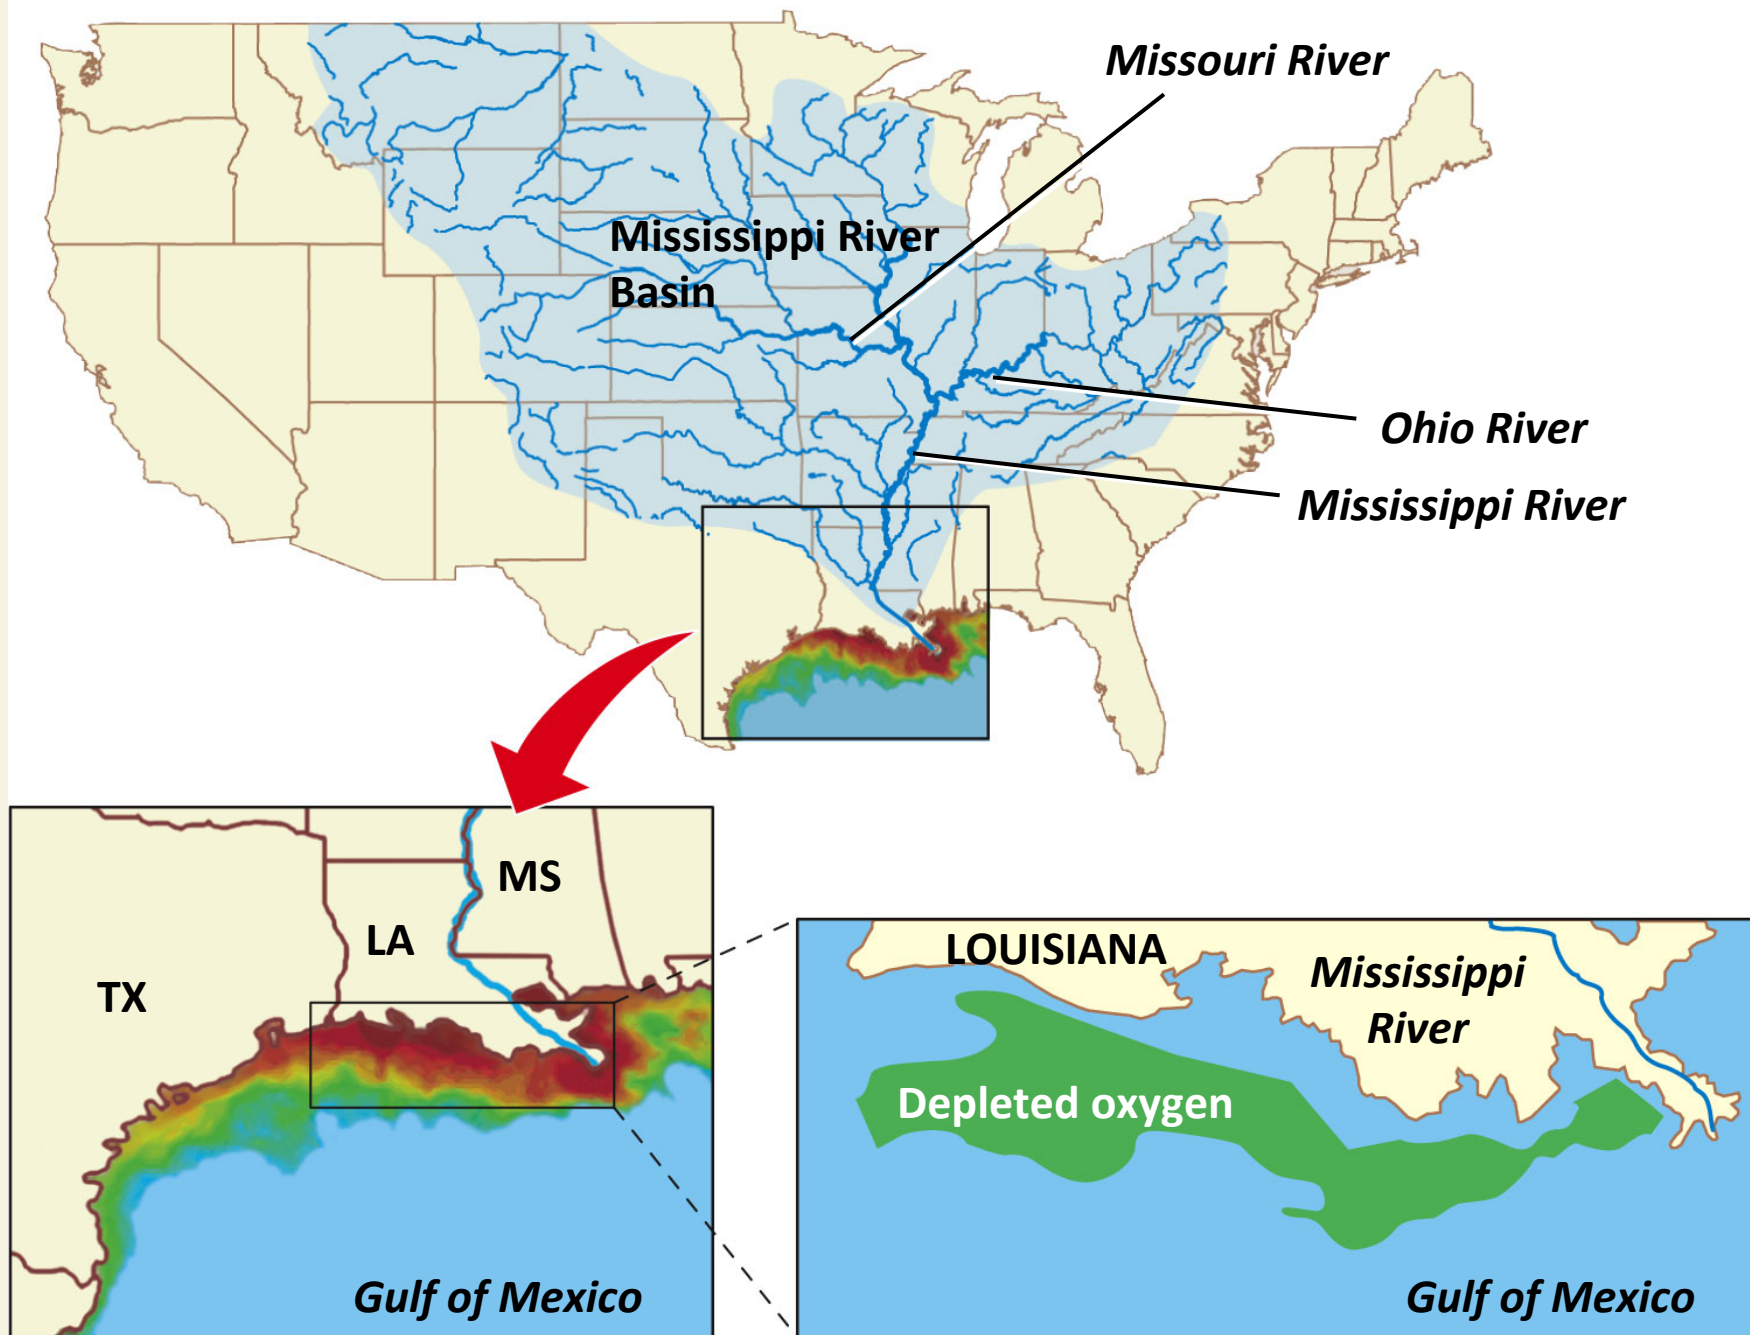 Missouri River
Mississippi River
Basin
Ohio River
Mississippi River
MS
LA
TX
Gulf of Mexico
LOUISIANA
Mississippi
River
Depleted oxygen
Gulf of Mexico